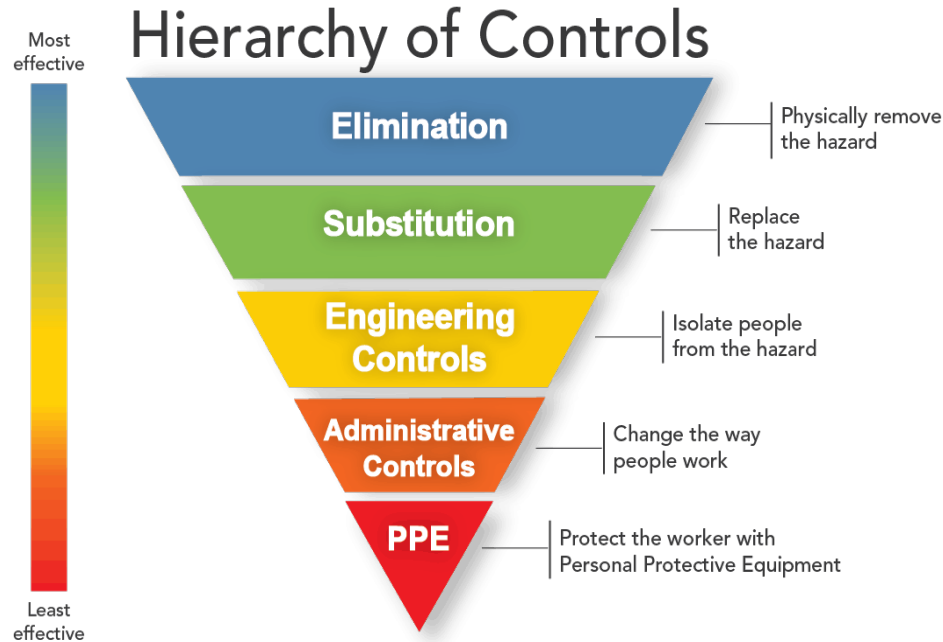 Hierarchy of Controls
Most
effective
Elimination
Physically remove
the hazard
Substitution
Replace
the hazard
Engineering
Controls
Isolate people
from the hazard
Administrative
Controls
Change the way
people work
PPE
Protect the worker with
Personal Protective Equipment
Least
effective